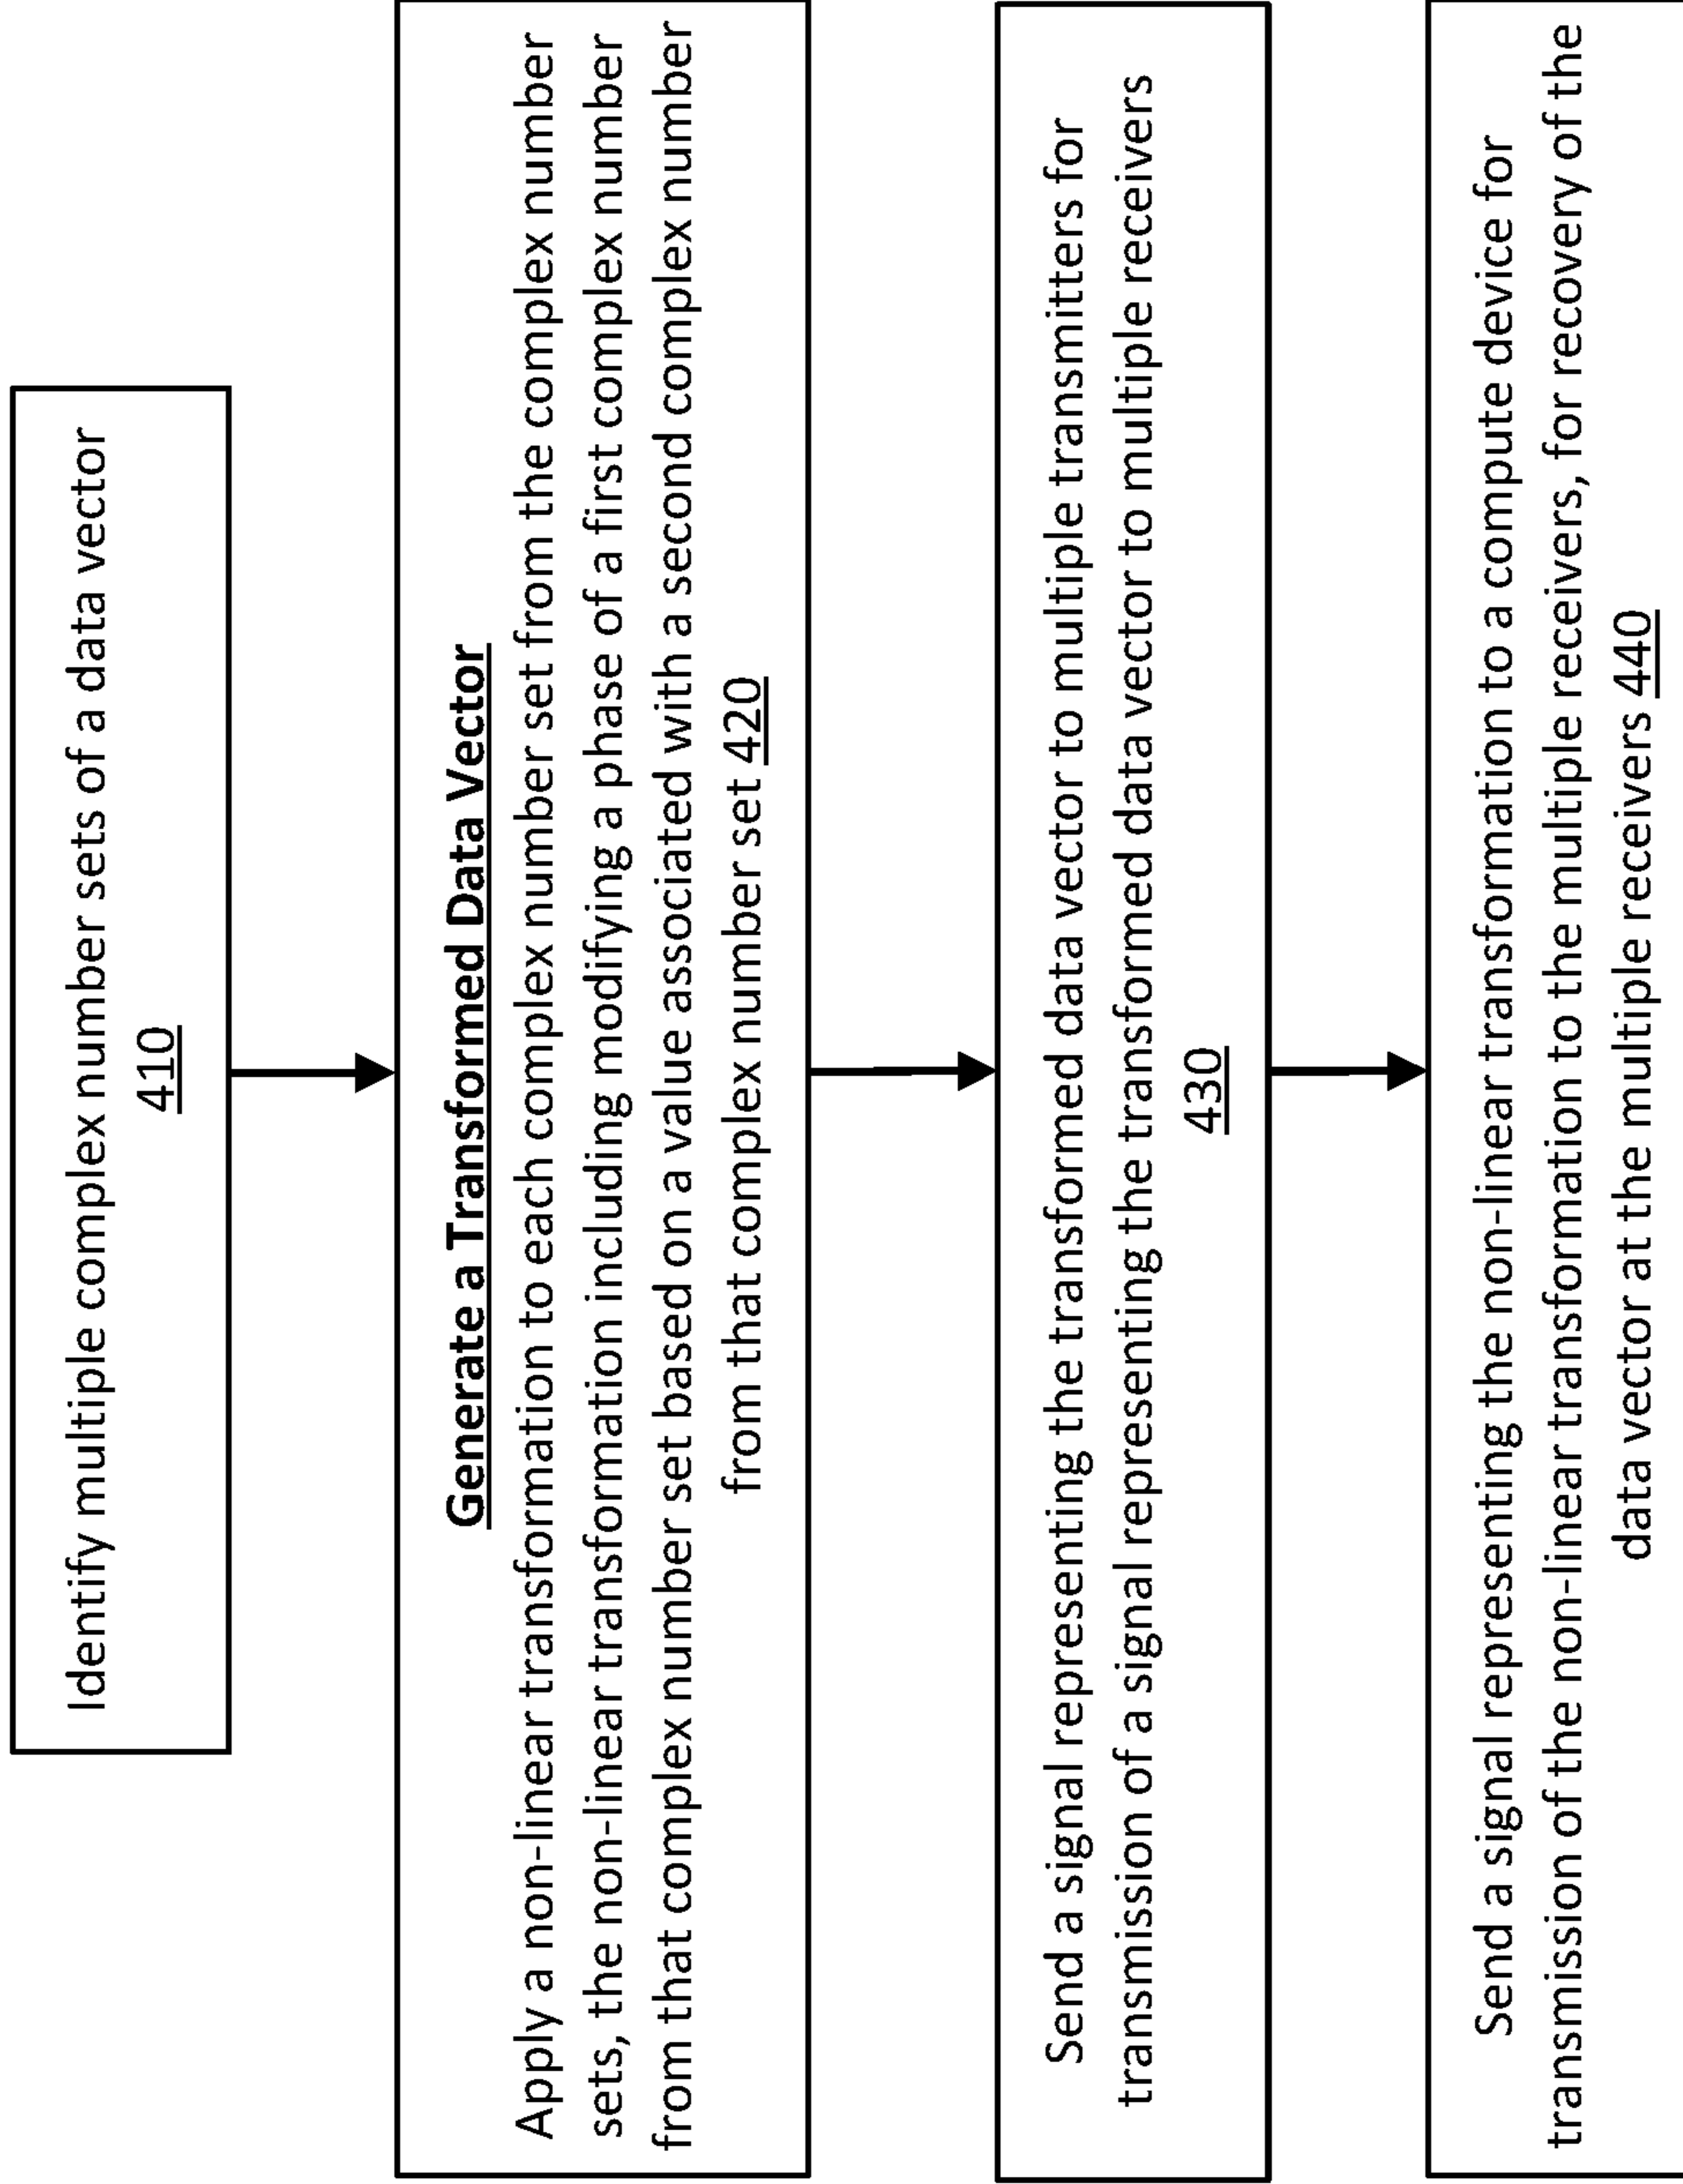 Identify multiple complex number sets of a data vector
410
Generate a Transformed Data Vector
Apply a non-linear transformation to each complex number set from the complex number
sets, the non-linear transformation including modifying a phase of a first complex number
from that complex number set based on a value associated with a second complex number
from that complex number set 420
Send a signal representing the transformed data vector to multiple transmitters for
transmission of a signal representing the transformed data vector to multiple receivers
430
Send a signal representing the non-linear transformation to a compute device for
transmission of the non-linear transformation to the multiple receivers, for recovery of the
data vector at the multiple receivers 440